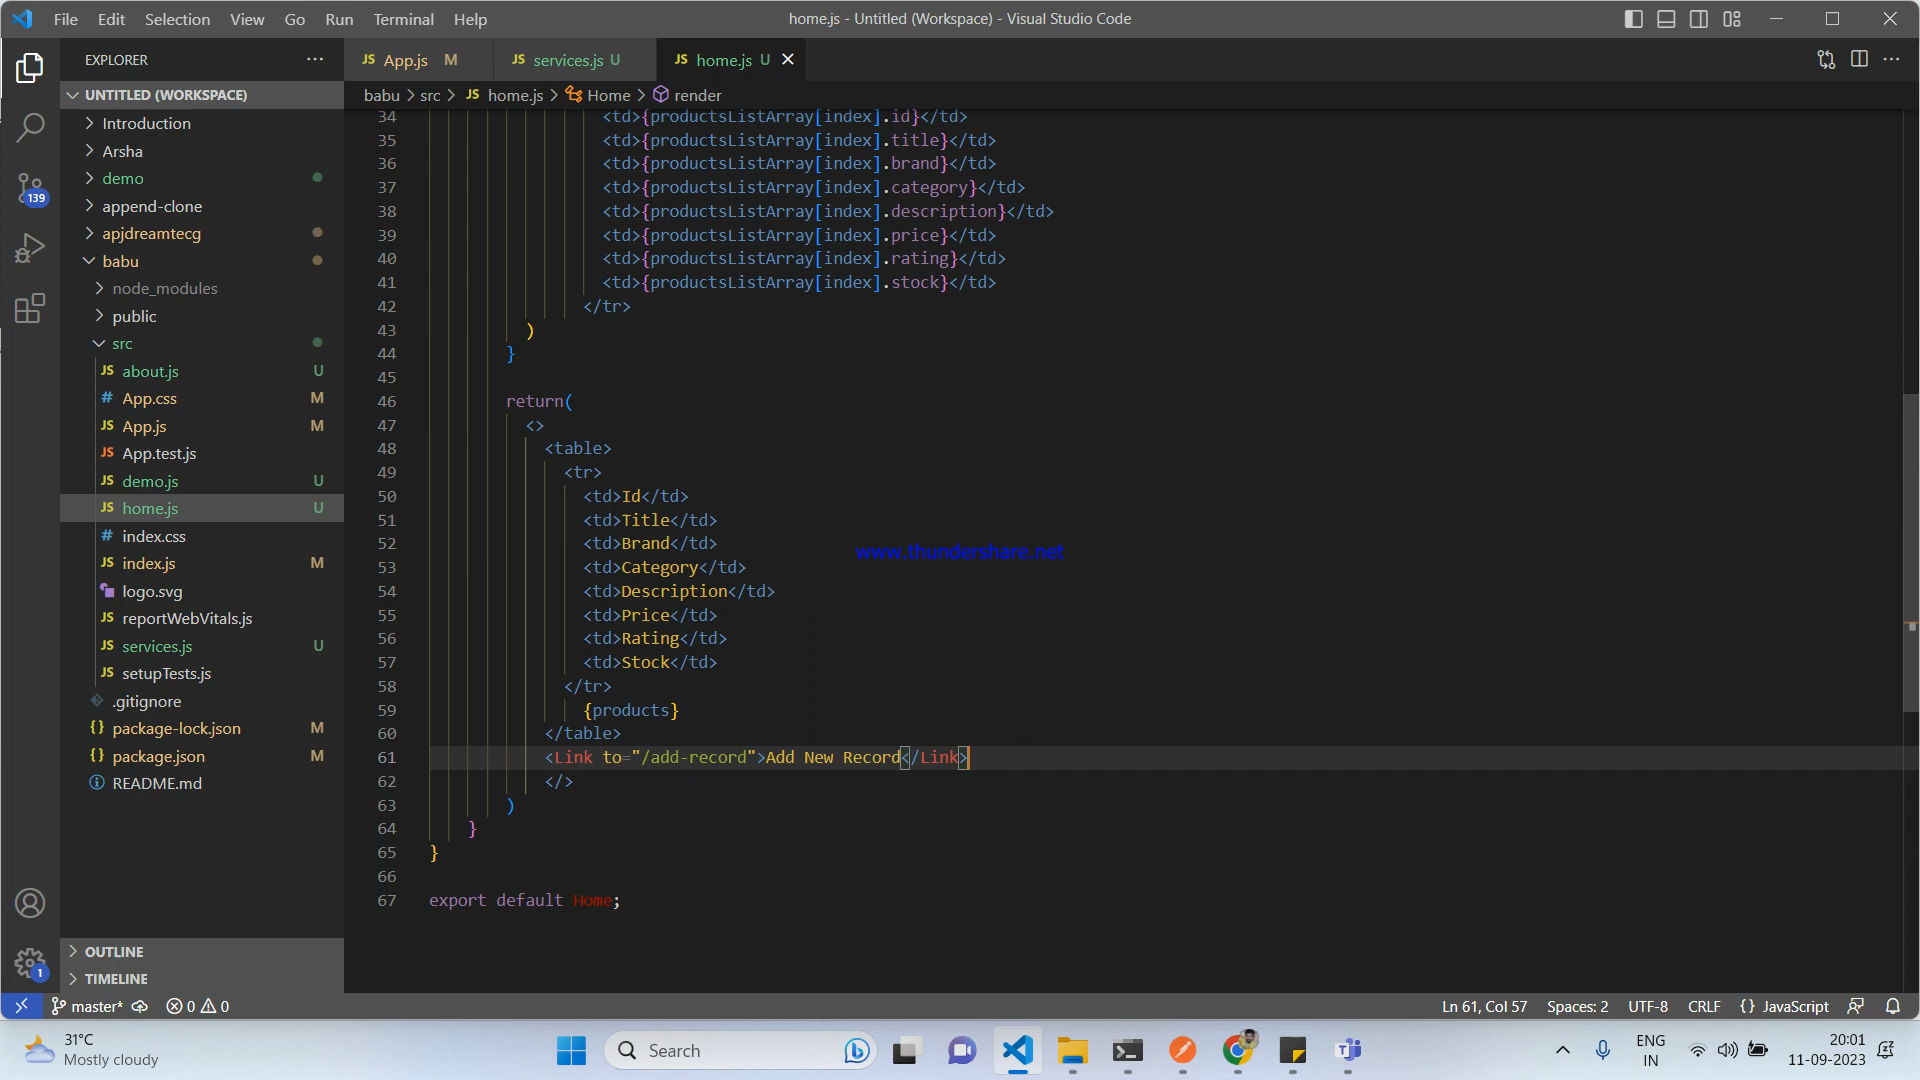 File Edit Selection View Go Run Terminal Help
home.js - Untitled (Workspace) - Visual Studio Code
EXPLORER
UNTITLED (WORKSPACE)
Introduction
Arsha
demo
append-clone
apjdreamtecg
babu
node_modules
public
src
JS about.js U
# App.css M
JS App.js M
JS App.test.js
JS demo.js U
JS home.js U
# index.css
JS index.js M
logo.svg
JS reportWebVitals.js
JS services.js U
JS setupTests.js
.gitignore
{} package-lock.json M
{} package.json M
README.md
OUTLINE
TIMELINE
139
1
JS App.js M
JS services.js U
JS home.js U
babu > src > JS home.js > Home > render
34 <td>{productsListArray[index].id}</td>
35 <td>{productsListArray[index].title}</td>
36 <td>{productsListArray[index].brand}</td>
37 <td>{productsListArray[index].category}</td>
38 <td>{productsListArray[index].description}</td>
39 <td>{productsListArray[index].price}</td>
40 <td>{productsListArray[index].rating}</td>
41 <td>{productsListArray[index].stock}</td>
42 </tr>
43 )
44 }
45
46 return(
47 <>
48 <table>
49 <tr>
50 <td>Id</td>
51 <td>Title</td>
52 <td>Brand</td>
53 <td>Category</td>
54 <td>Description</td>
55 <td>Price</td>
56 <td>Rating</td>
57 <td>Stock</td>
58 </tr>
59 {products}
60 </table>
61 <Link to="/add-record">Add New Record</Link>
62 </>
63 )
64 }
65 }
66
67 export default Home;
www.thundershare.net
master* 0 0
Ln 61, Col 57 Spaces: 2 UTF-8 CRLF {} JavaScript
31°C
Mostly cloudy
Search
ENG
IN
20:01
11-09-2023